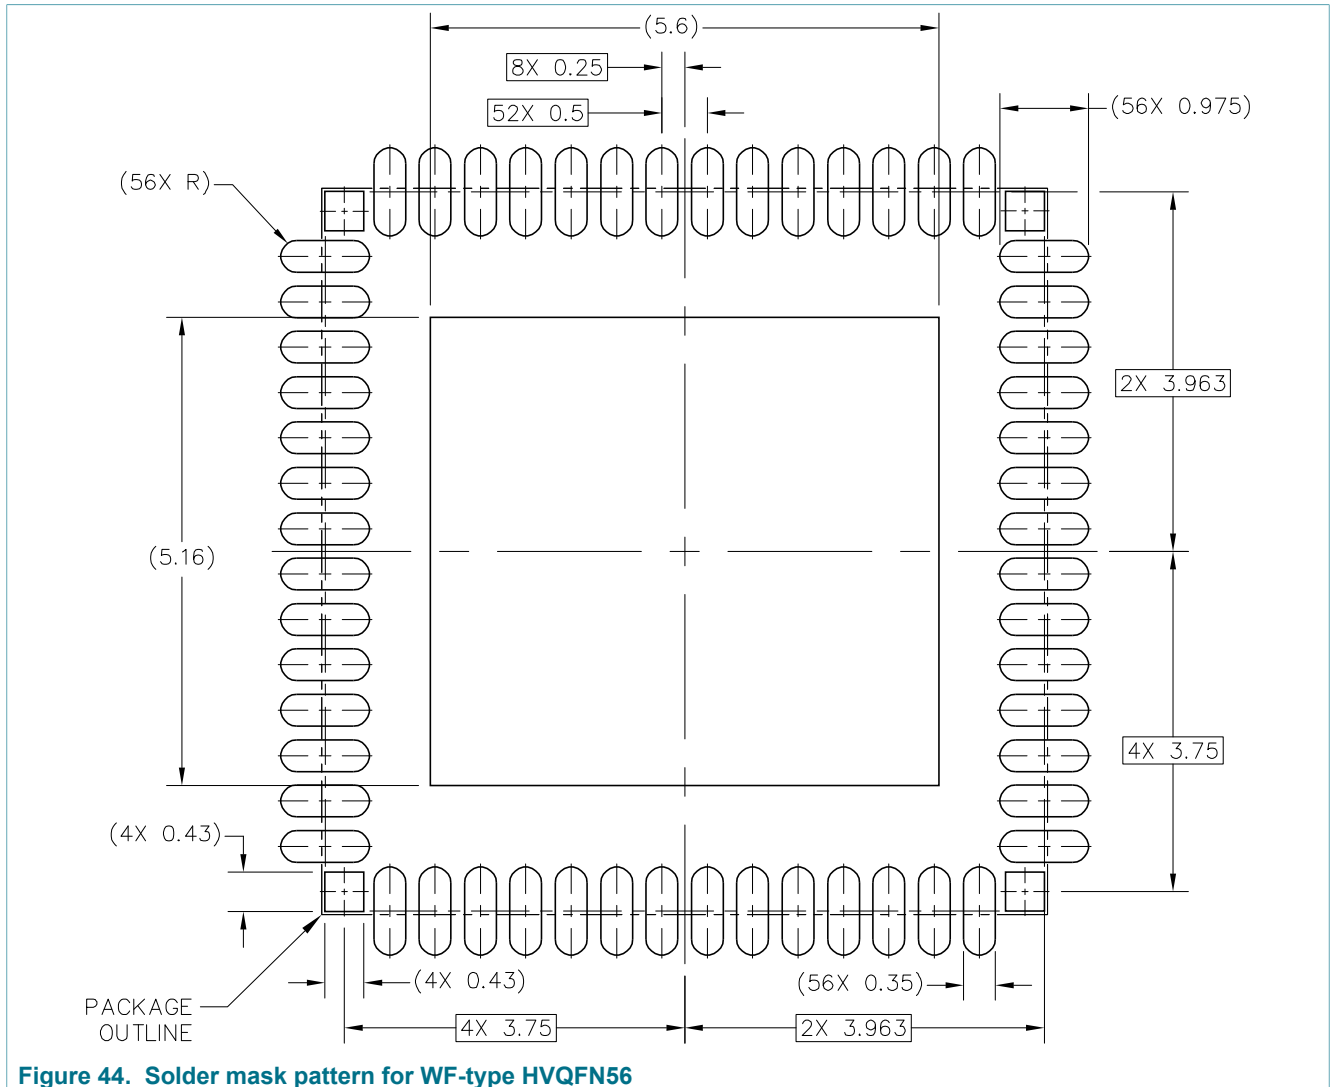 (5.6)
8X 0.25
52X 0.5
(56X 0.975)
(56X R)
2X 3.963
(5.16)
4X 3.75
(4X 0.43)
(4X 0.43)
(56X 0.35)
PACKAGE
OUTLINE
4X 3.75
2X 3.963
Figure 44. Solder mask pattern for WF-type HVQFN56